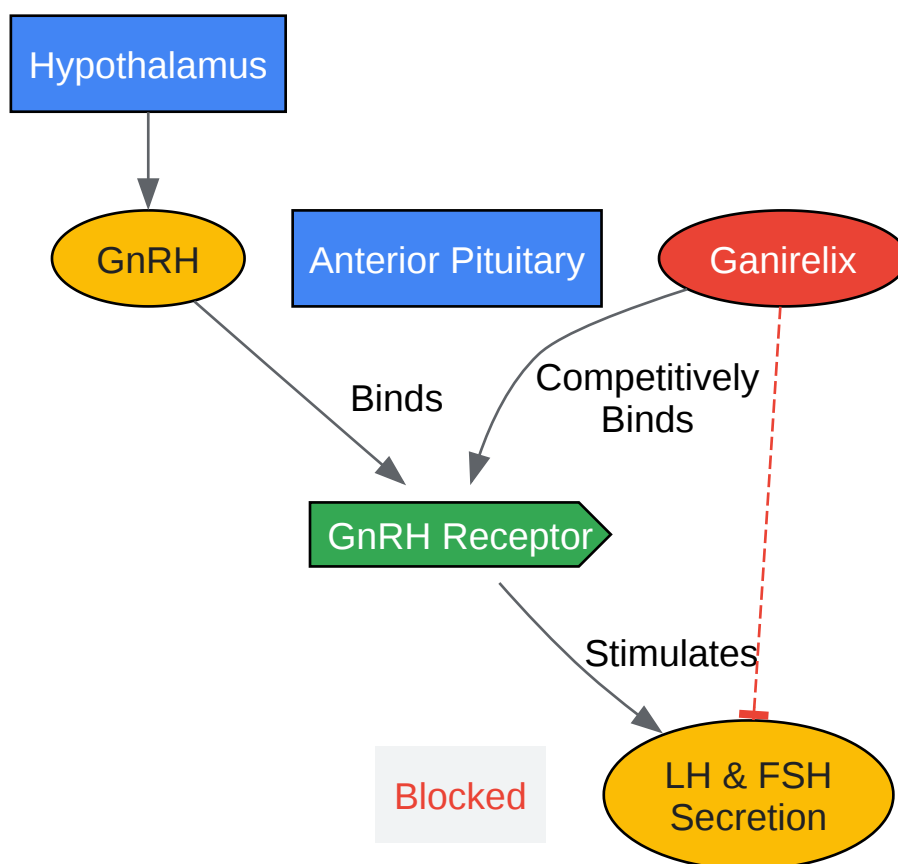 Hypothalamus
GnRH
Anterior Pituitary
Ganirelix
Binds
Competitively
Binds
GnRH Receptor
Stimulates
Blocked
LH & FSH
Secretion